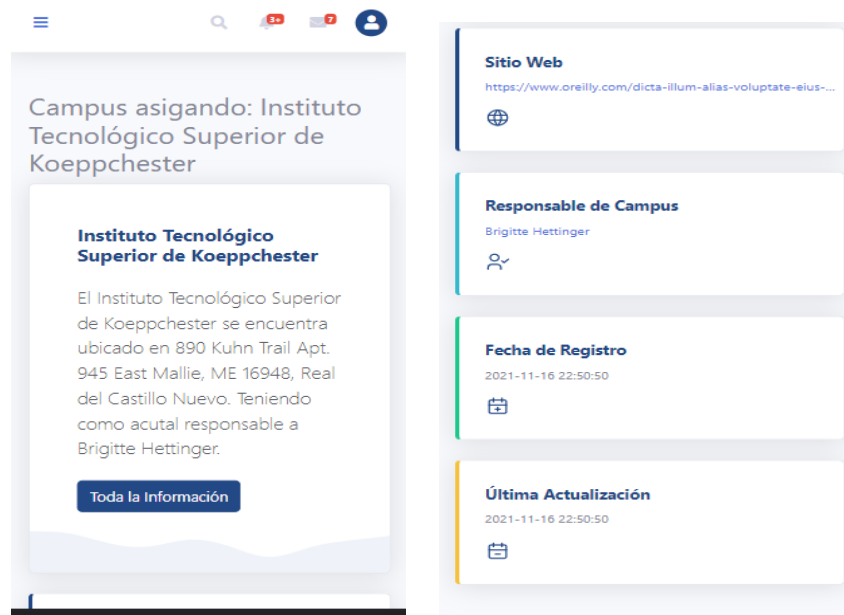 3+
7
Campus asigando: Instituto
Tecnológico Superior de
Koeppchester
Instituto Tecnológico
Superior de Koeppchester
El Instituto Tecnológico Superior
de Koeppchester se encuentra
ubicado en 890 Kuhn Trail Apt.
945 East Mallie, ME 16948, Real
del Castillo Nuevo. Teniendo
como acutal responsable a
Brigitte Hettinger.
Toda la Información
Sitio Web
https://www.oreilly.com/dicta-illum-alias-voluptate-eius-...
Responsable de Campus
Brigitte Hettinger
Fecha de Registro
2021-11-16 22:50:50
Última Actualización
2021-11-16 22:50:50